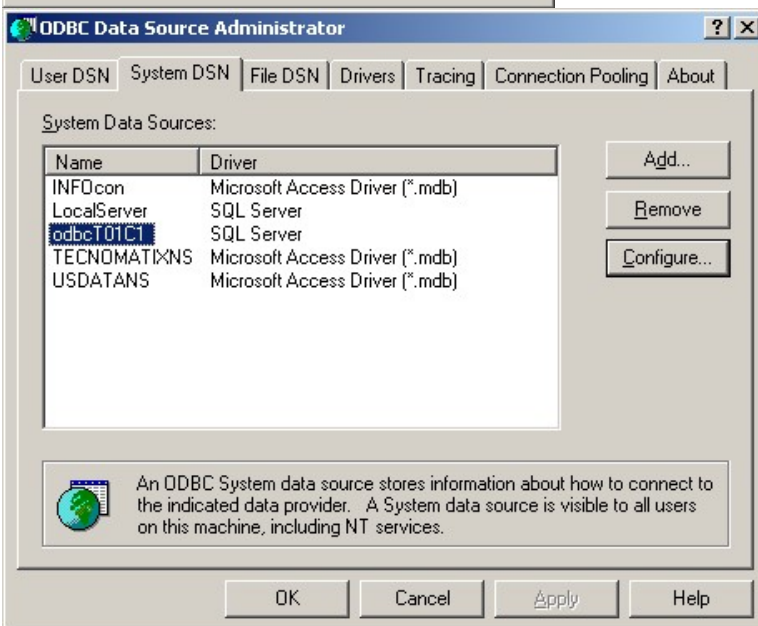 ODBC Data Source Administrator
User DSN System DSN File DSN Drivers Tracing Connection Pooling About
System Data Sources:
Name Driver
INFOcon Microsoft Access Driver (*.mdb)
LocalServer SQL Server
odbcT01C1 SQL Server
TECNOMATIXNS Microsoft Access Driver (*.mdb)
USDATANS Microsoft Access Driver (*.mdb)
Add...
Remove
Configure...
An ODBC System data source stores information about how to connect to
the indicated data provider. A System data source is visible to all users
on this machine, including NT services.
OK Cancel Apply Help